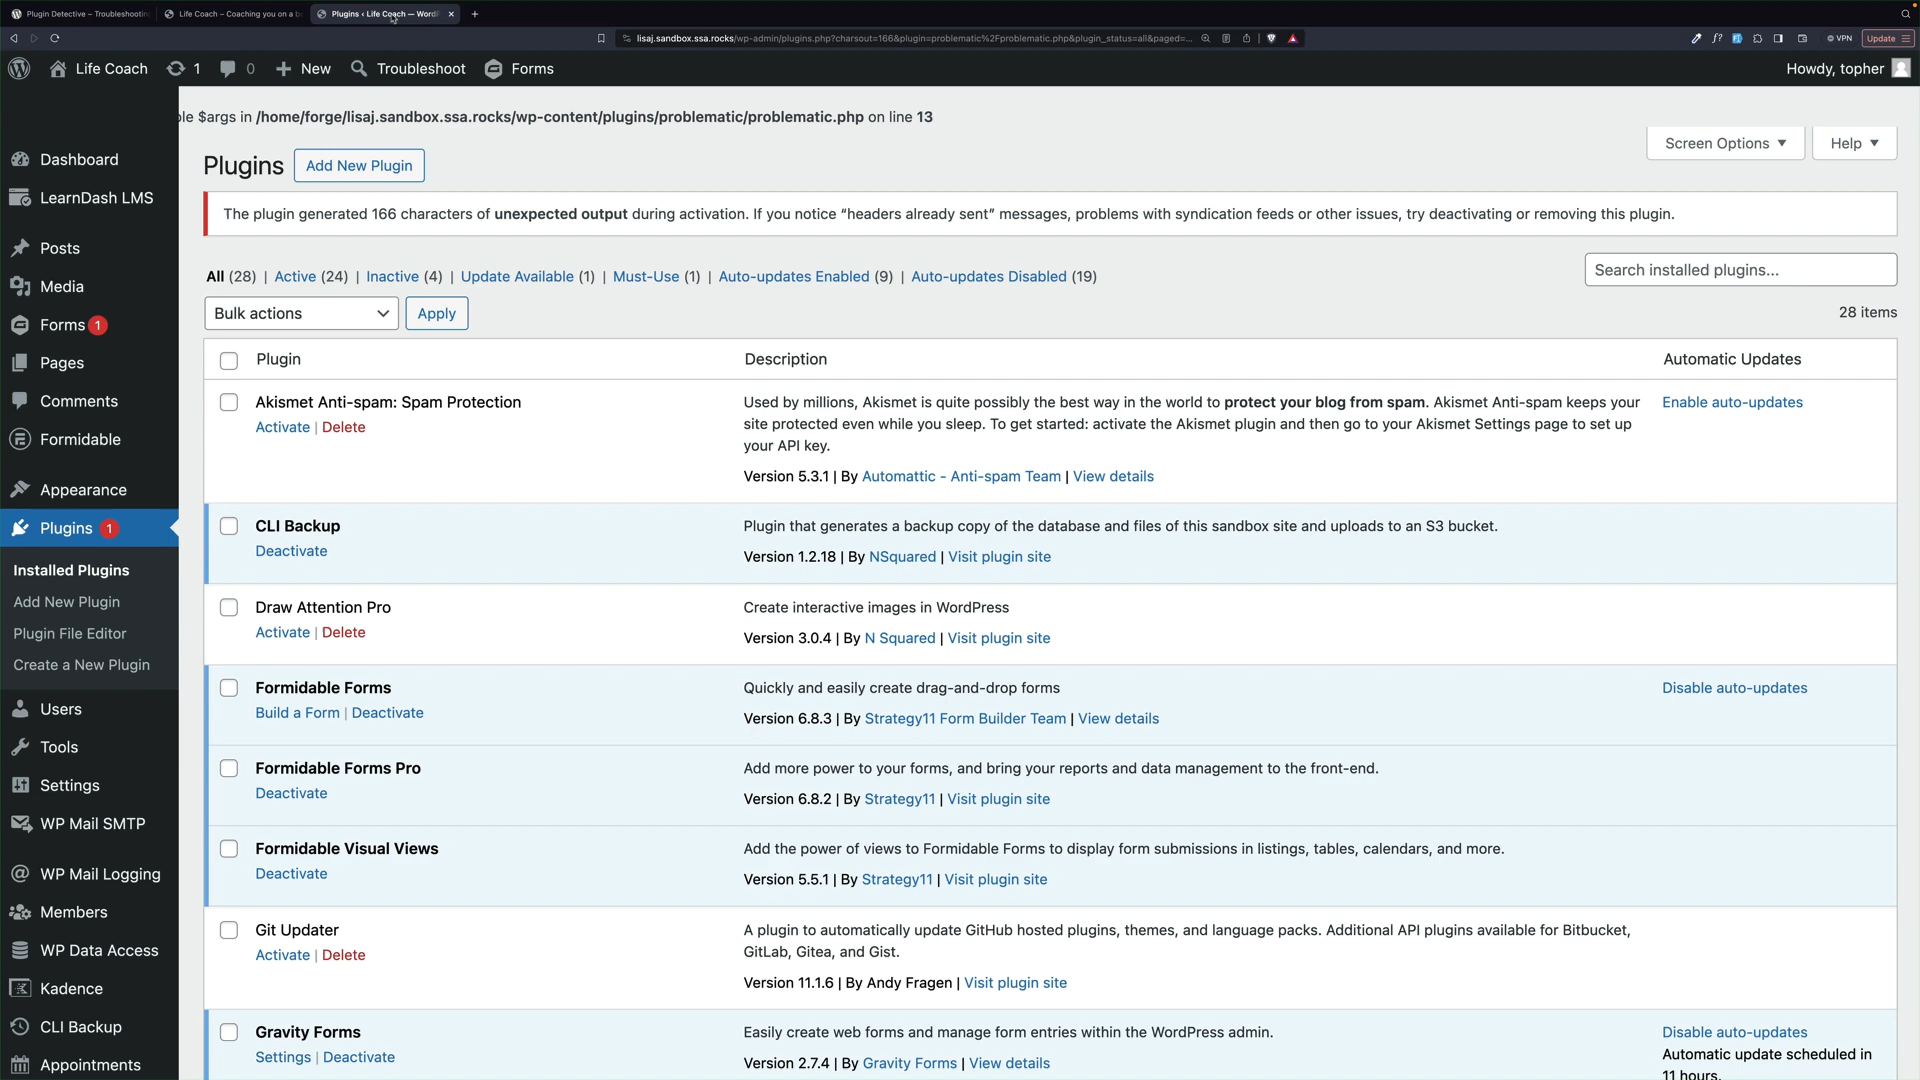 Plugin Detective – Troubleshooting
Life Coach – Coaching you on a b
Plugins ‹ Life Coach — WordP
lisaj.sandbox.ssa.rocks/wp-admin/plugins.php?charsout=166&plugin=problematic%2Fproblematic.php&plugin_status=all&paged=...
VPN
Update
Life Coach
1
0
New
Troubleshoot
Forms
Howdy, topher
le $args in /home/forge/lisaj.sandbox.ssa.rocks/wp-content/plugins/problematic/problematic.php on line 13
Screen Options
Help
Plugins
Add New Plugin
The plugin generated 166 characters of unexpected output during activation. If you notice “headers already sent” messages, problems with syndication feeds or other issues, try deactivating or removing this plugin.
All (28) | Active (24) | Inactive (4) | Update Available (1) | Must-Use (1) | Auto-updates Enabled (9) | Auto-updates Disabled (19)
Search installed plugins...
Bulk actions
Apply
28 items
Plugin
Description
Automatic Updates
Akismet Anti-spam: Spam Protection
Activate | Delete
Used by millions, Akismet is quite possibly the best way in the world to protect your blog from spam. Akismet Anti-spam keeps your
site protected even while you sleep. To get started: activate the Akismet plugin and then go to your Akismet Settings page to set up
your API key.
Version 5.3.1 | By Automattic - Anti-spam Team | View details
Enable auto-updates
CLI Backup
Deactivate
Plugin that generates a backup copy of the database and files of this sandbox site and uploads to an S3 bucket.
Version 1.2.18 | By NSquared | Visit plugin site
Draw Attention Pro
Activate | Delete
Create interactive images in WordPress
Version 3.0.4 | By N Squared | Visit plugin site
Formidable Forms
Build a Form | Deactivate
Quickly and easily create drag-and-drop forms
Version 6.8.3 | By Strategy11 Form Builder Team | View details
Disable auto-updates
Formidable Forms Pro
Deactivate
Add more power to your forms, and bring your reports and data management to the front-end.
Version 6.8.2 | By Strategy11 | Visit plugin site
Formidable Visual Views
Deactivate
Add the power of views to Formidable Forms to display form submissions in listings, tables, calendars, and more.
Version 5.5.1 | By Strategy11 | Visit plugin site
Git Updater
Activate | Delete
A plugin to automatically update GitHub hosted plugins, themes, and language packs. Additional API plugins available for Bitbucket,
GitLab, Gitea, and Gist.
Version 11.1.6 | By Andy Fragen | Visit plugin site
Gravity Forms
Settings | Deactivate
Easily create web forms and manage form entries within the WordPress admin.
Version 2.7.4 | By Gravity Forms | View details
Disable auto-updates
Automatic update scheduled in
11 hours.
Dashboard
LearnDash LMS
Posts
Media
Forms 1
Pages
Comments
Formidable
Appearance
Plugins 1
Installed Plugins
Add New Plugin
Plugin File Editor
Create a New Plugin
Users
Tools
Settings
WP Mail SMTP
WP Mail Logging
Members
WP Data Access
Kadence
CLI Backup
Appointments